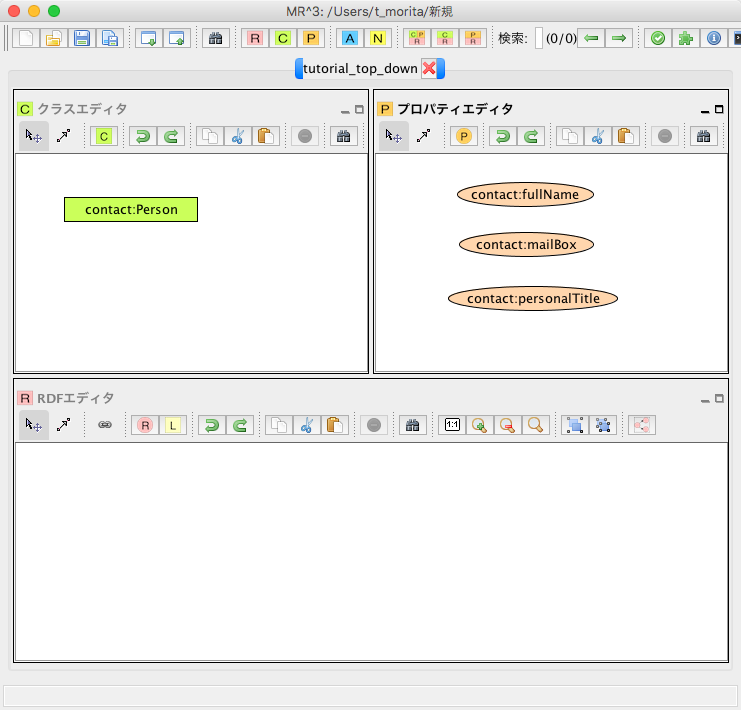 MR^3: /Users/t_morita/新規
R C P A N C P R C R P R 検索: (0/0)
tutorial_top_down
C クラスエディタ
C
contact:Person
P プロパティエディタ
P
contact:fullName
contact:mailBox
contact:personalTitle
R RDFエディタ
R L 1:1